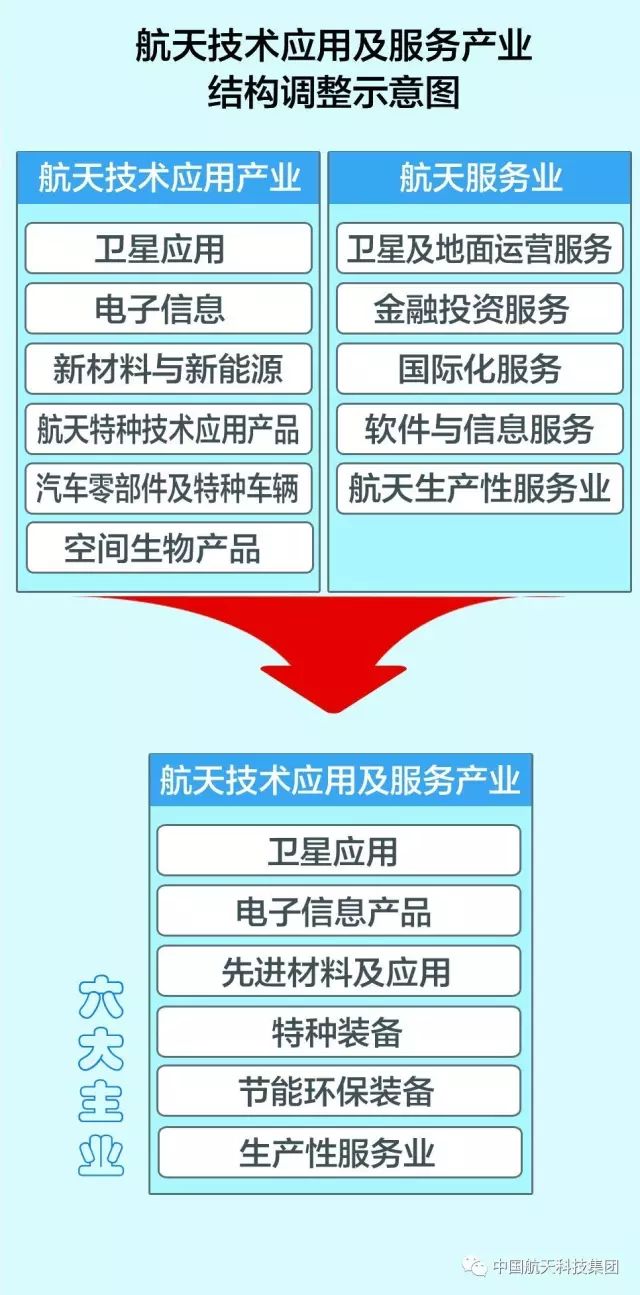 航天技术应用及服务产业
结构调整示意图
航天技术应用产业
卫星应用
电子信息
新材料与新能源
航天特种技术应用产品
汽车零部件及特种车辆
空间生物产品
航天服务业
卫星及地面运营服务
金融投资服务
国际化服务
软件与信息服务
航天生产性服务业
航天技术应用及服务产业
六大主业
卫星应用
电子信息产品
先进材料及应用
特种装备
节能环保装备
生产性服务业
中国航天科技集团